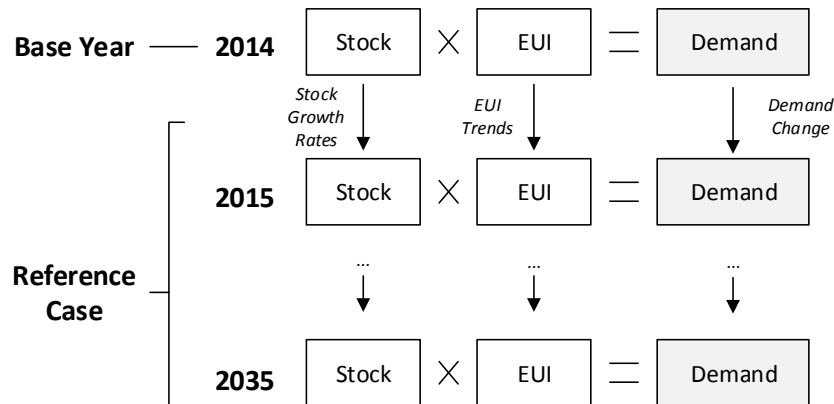 Base Year 2014 Stock × EUI = Demand
Stock
Growth
Rates
EUI
Trends
Demand
Change
2015 Stock × EUI = Demand
... ... ...
Reference
Case
2035 Stock × EUI = Demand